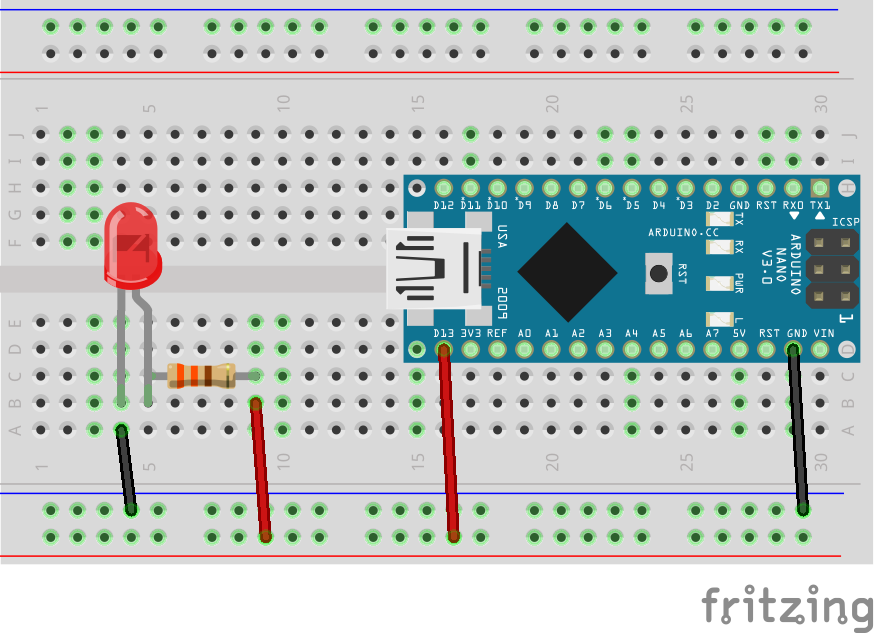 1 5 10 15 20 25 30
J J
I I
H H
G
F
D12 D11 D10 D9 D8 D7 D6 D5 D4 D3 D2 GND RST RX0 TX1
TX
ICSP
ARDUINO.CC
RX
USA
RST
ARDUINO
NANO
V3.0
PWR
2009
L
1
E
D13 3V3 REF A0 A1 A2 A3 A4 A5 A6 A7 5V RST GND VIN
D D
C C
B B
A A
1 5 10 15 20 25 30
fritzing